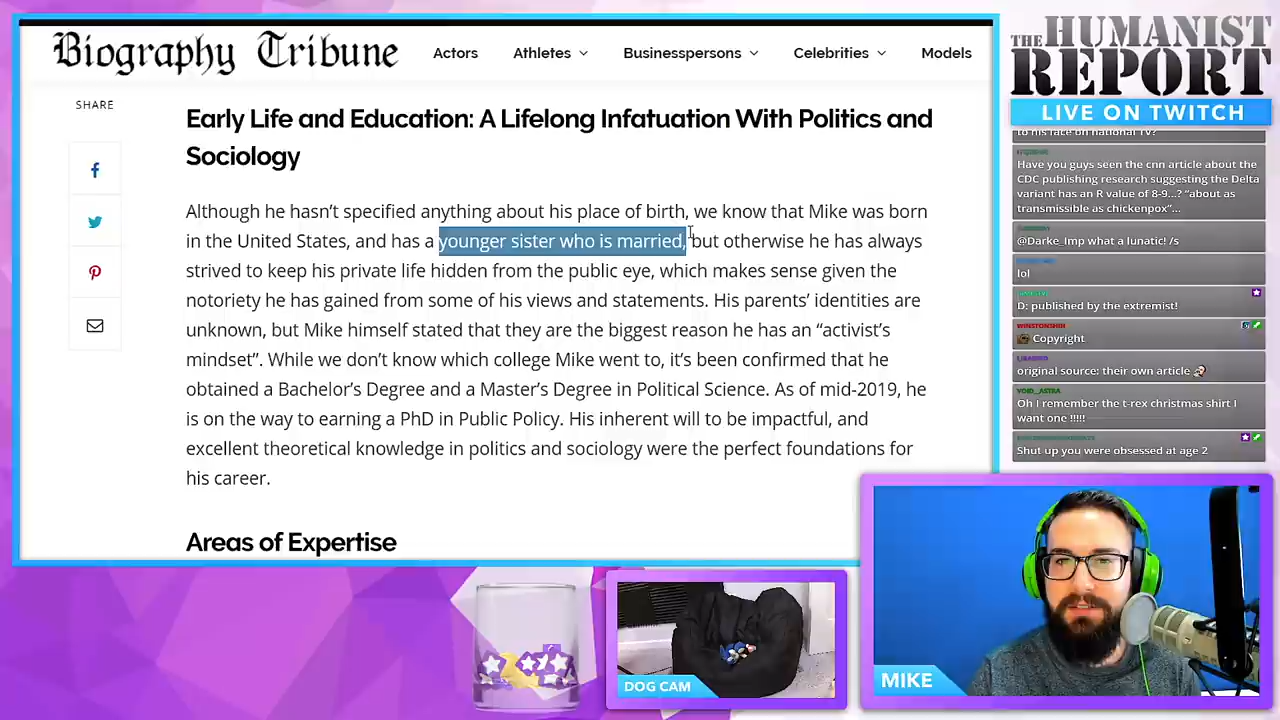 Biography Tribune
Actors
Athletes
Businesspersons
Celebrities
Models
SHARE
Early Life and Education: A Lifelong Infatuation With Politics and
Sociology
Although he hasn't specified anything about his place of birth, we know that Mike was born
in the United States, and has a younger sister who is married, but otherwise he has always
strived to keep his private life hidden from the public eye, which makes sense given the
notoriety he has gained from some of his views and statements. His parents' identities are
unknown, but Mike himself stated that they are the biggest reason he has an “activist's
mindset”. While we don't know which college Mike went to, it's been confirmed that he
obtained a Bachelor's Degree and a Master's Degree in Political Science. As of mid-2019, he
is on the way to earning a PhD in Public Policy. His inherent will to be impactful, and
excellent theoretical knowledge in politics and sociology were the perfect foundations for
his career.
Areas of Expertise
THE HUMANIST
REPORT
LIVE ON TWITCH
to his face on national TV?
Have you guys seen the cnn article about the
CDC publishing research suggesting the Delta
variant has an R value of 8-9...? “about as
transmissible as chickenpox”...
@Darke_Imp what a lunatic! /s
lol
D: published by the extremist!
Copyright
original source: their own article
VOID_ASTRA
Oh I remember the t-rex christmas shirt I
want one !!!!!
Shut up you were obsessed at age 2
DOG CAM
MIKE